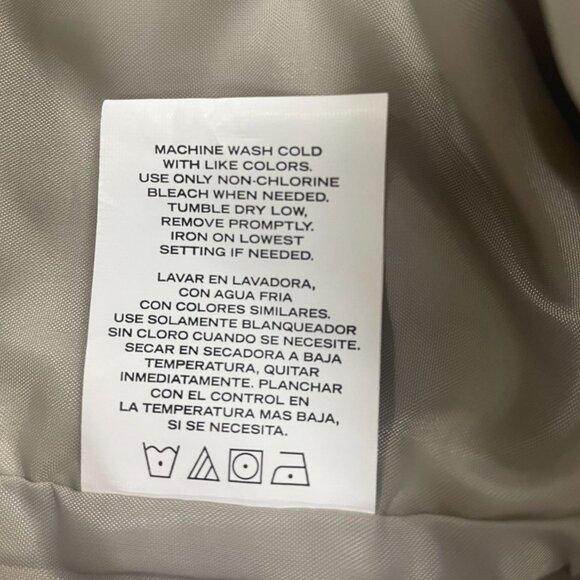 MACHINE WASH COLD
WITH LIKE COLORS.
USE ONLY NON-CHLORINE
BLEACH WHEN NEEDED.
TUMBLE DRY LOW,
REMOVE PROMPTLY.
IRON ON LOWEST
SETTING IF NEEDED.
LAVAR EN LAVADORA,
CON AGUA FRIA
CON COLORES SIMILARES.
USE SOLAMENTE BLANQUEADOR
SIN CLORO CUANDO SE NECESITE.
SECAR EN SECADORA A BAJA
TEMPERATURA, QUITAR
INMEDIATAMENTE. PLANCHAR
CON EL CONTROL EN
LA TEMPERATURA MAS BAJA,
SI SE NECESITA.